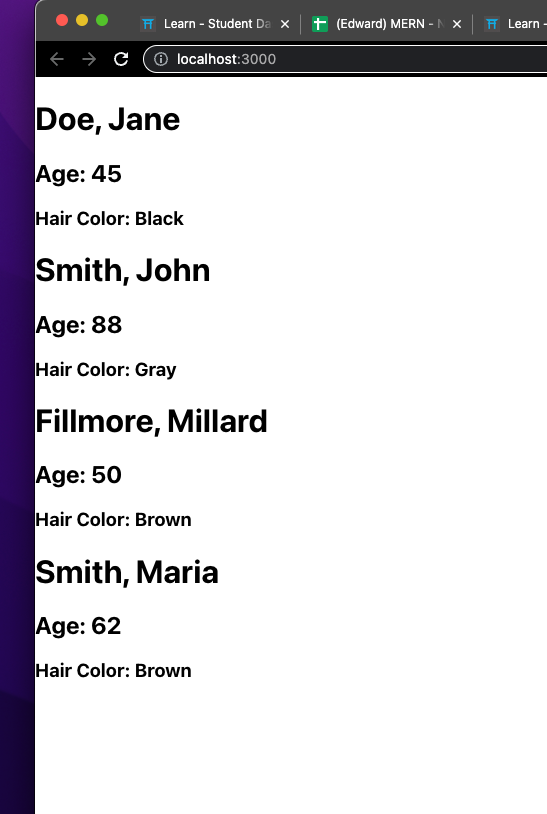 Learn - Student Da
(Edward) MERN - N
Learn -
localhost:3000
Doe, Jane
Age: 45
Hair Color: Black
Smith, John
Age: 88
Hair Color: Gray
Fillmore, Millard
Age: 50
Hair Color: Brown
Smith, Maria
Age: 62
Hair Color: Brown